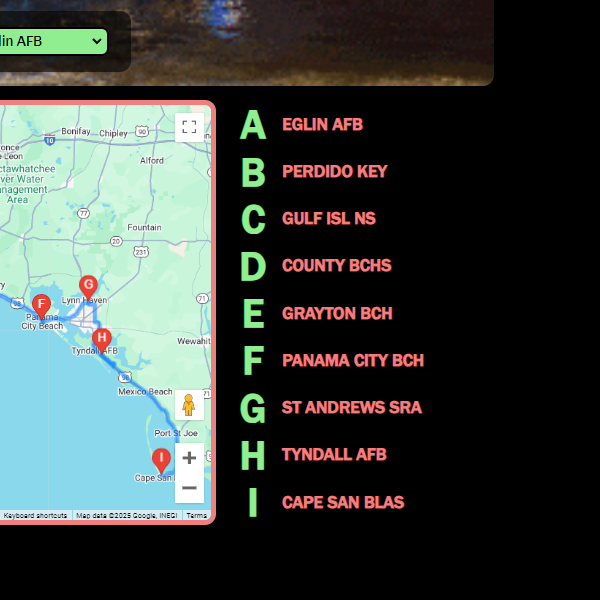 lin AFB
Bonifay
Chipley
90
10
once
e Leon
Alford
ctawhatchee
ver Water
anagement
Area
77
Fountain
20
231
G
Lynn Haven
71
98
F
Panama
City Beach
H
Tyndall AFB
Wewahit
98
Mexico Beach
71
Port St Joe
I
Cape San
Keyboard shortcuts
Map data ©2025 Google, INEGI
Terms
A EGLIN AFB
B PERDIDO KEY
C GULF ISL NS
D COUNTY BCHS
E GRAYTON BCH
F PANAMA CITY BCH
G ST ANDREWS SRA
H TYNDALL AFB
I CAPE SAN BLAS